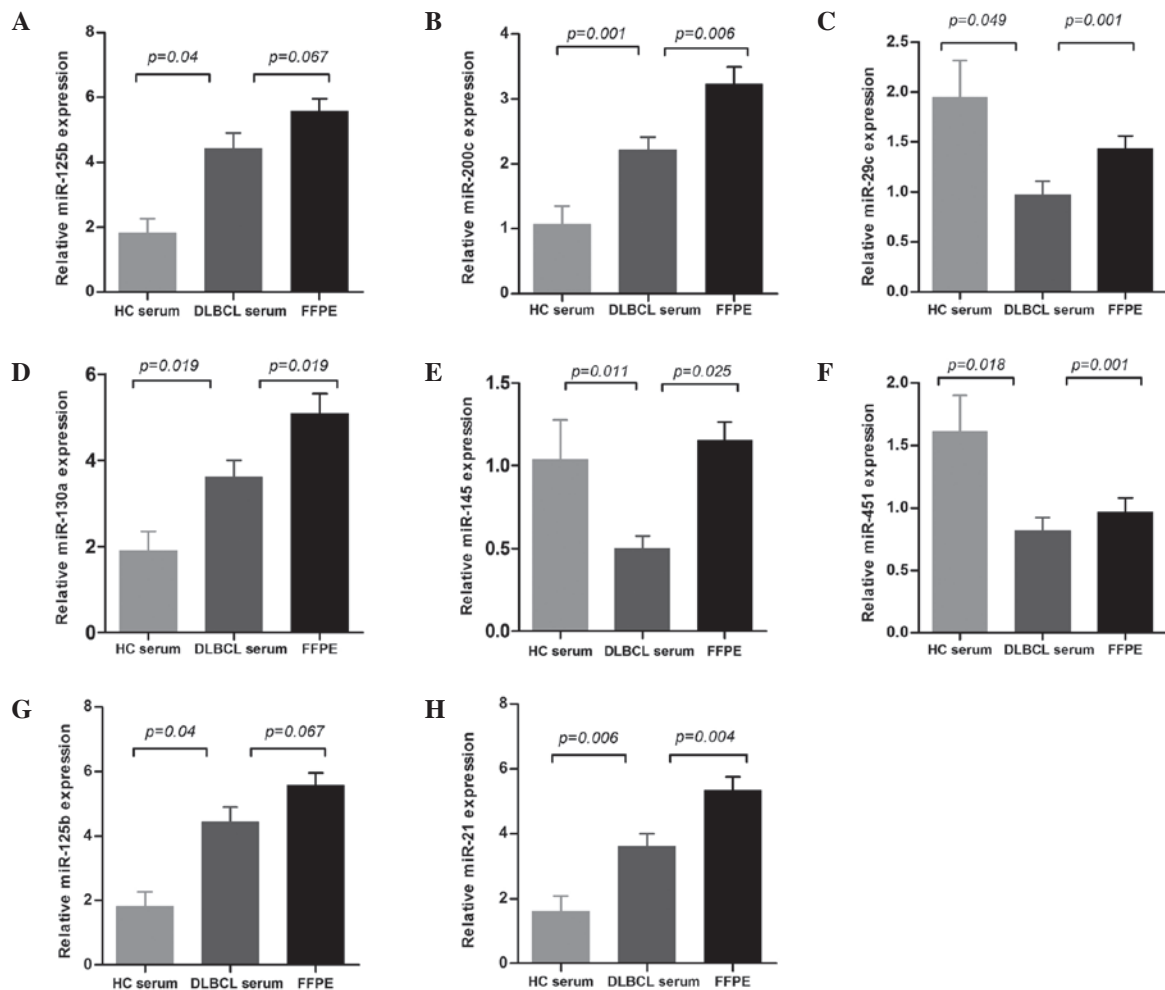 A
Relative miR-125b expression
8
6
4
2
0
p=0.04
p=0.067
HC serum
DLBCL serum
FFPE
B
Relative miR-200c expression
4
3
2
1
0
p=0.001
p=0.006
HC serum
DLBCL serum
FFPE
C
Relative miR-29c expression
2.5
2.0
1.5
1.0
0.5
0.0
p=0.049
p=0.001
HC serum
DLBCL serum
FFPE
D
Relative miR-130a expression
6
4
2
0
p=0.019
p=0.019
HC serum
DLBCL serum
FFPE
E
Relative miR-145 expression
1.5
1.0
0.5
0.0
p=0.011
p=0.025
HC serum
DLBCL serum
FFPE
F
Relative miR-451 expression
2.0
1.5
1.0
0.5
0.0
p=0.018
p=0.001
HC serum
DLBCL serum
FFPE
G
Relative miR-125b expression
8
6
4
2
0
p=0.04
p=0.067
HC serum
DLBCL serum
FFPE
H
Relative miR-21 expression
8
6
4
2
0
p=0.006
p=0.004
HC serum
DLBCL serum
FFPE